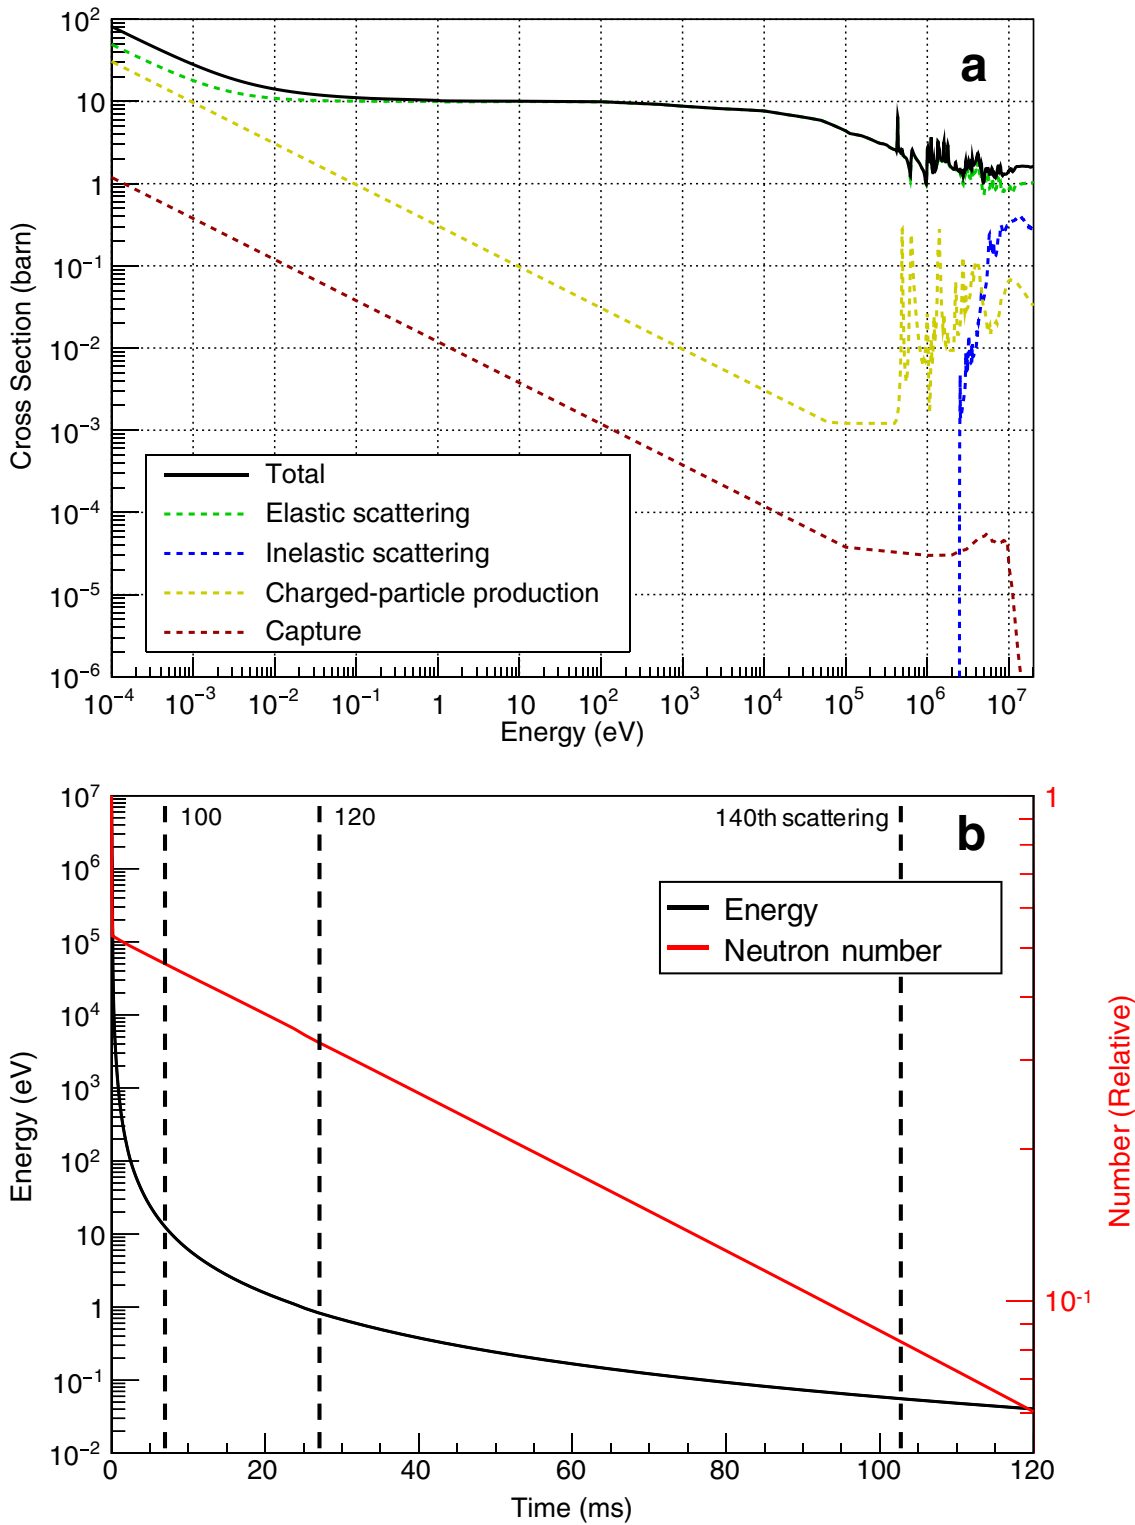 a
10²
10
1
10⁻¹
10⁻²
10⁻³
10⁻⁴
10⁻⁵
10⁻⁶
Cross Section (barn)
Total
Elastic scattering
Inelastic scattering
Charged-particle production
Capture
10⁻⁴ 10⁻³ 10⁻² 10⁻¹ 1 10 10² 10³ 10⁴ 10⁵ 10⁶ 10⁷
Energy (eV)
b
100
120
140th scattering
10⁷
10⁶
10⁵
10⁴
10³
10²
10
1
10⁻¹
10⁻²
Energy (eV)
Energy
Neutron number
1
10⁻¹
Number (Relative)
0 20 40 60 80 100 120
Time (ms)